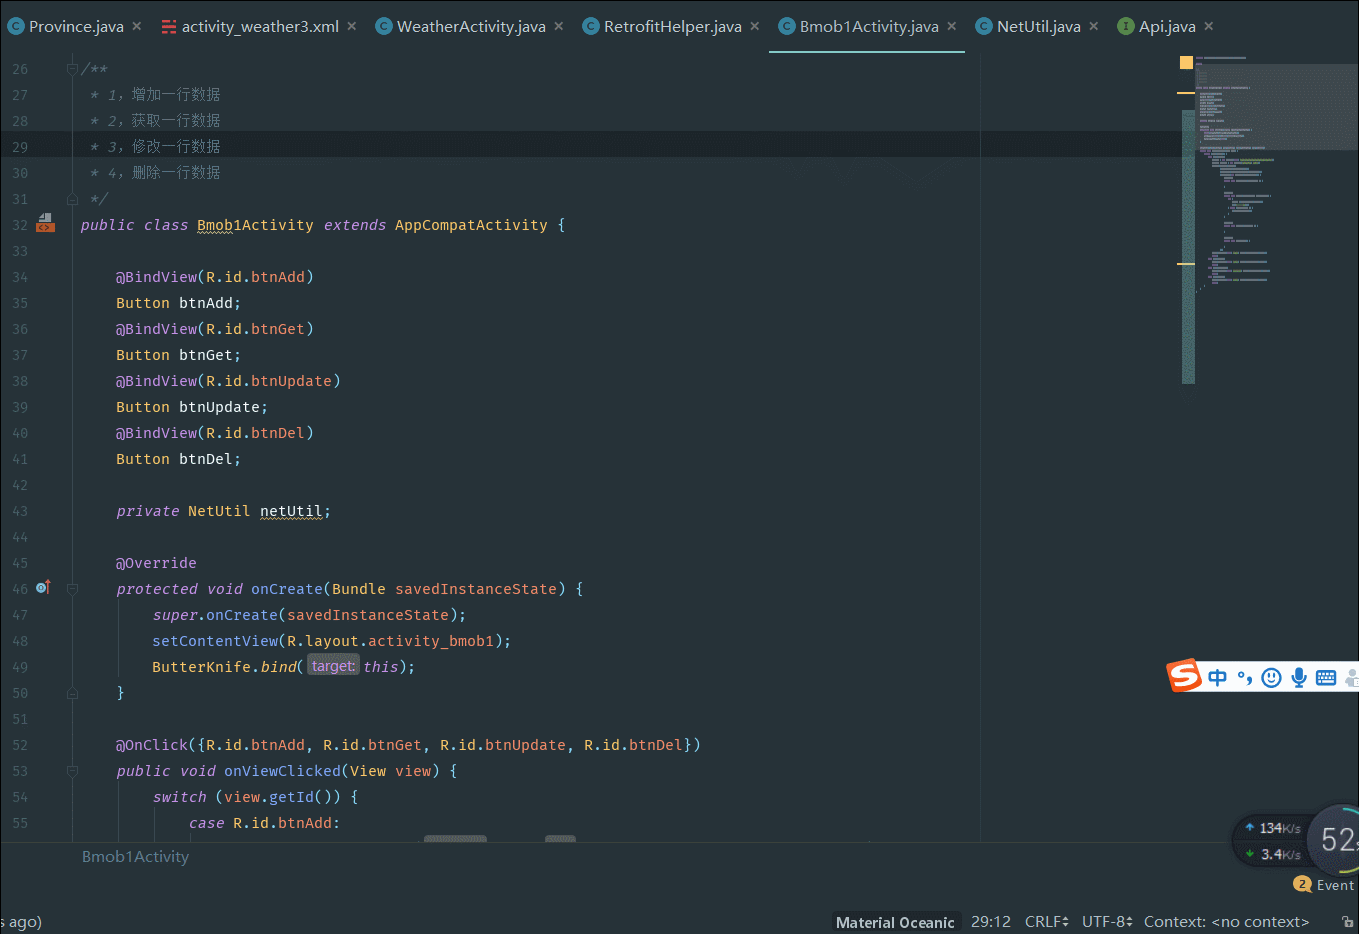 Province.java activity_weather3.xml WeatherActivity.java RetrofitHelper.java Bmob1Activity.java NetUtil.java Api.java
26 /**
27 * 1，增加一行数据
28 * 2，获取一行数据
29 * 3，修改一行数据
30 * 4，删除一行数据
31 */
32 public class Bmob1Activity extends AppCompatActivity {
33
34 @BindView(R.id.btnAdd)
35 Button btnAdd;
36 @BindView(R.id.btnGet)
37 Button btnGet;
38 @BindView(R.id.btnUpdate)
39 Button btnUpdate;
40 @BindView(R.id.btnDel)
41 Button btnDel;
42
43 private NetUtil netUtil;
44
45 @Override
46 protected void onCreate(Bundle savedInstanceState) {
47 super.onCreate(savedInstanceState);
48 setContentView(R.layout.activity_bmob1);
49 ButterKnife.bind( target: this);
50 }
51
52 @OnClick({R.id.btnAdd, R.id.btnGet, R.id.btnUpdate, R.id.btnDel})
53 public void onViewClicked(View view) {
54 switch (view.getId()) {
55 case R.id.btnAdd:
中
134K/s
3.4K/s
52
Bmob1Activity
2 Event
s ago)
Material Oceanic 29:12 CRLF UTF-8 Context: <no context>